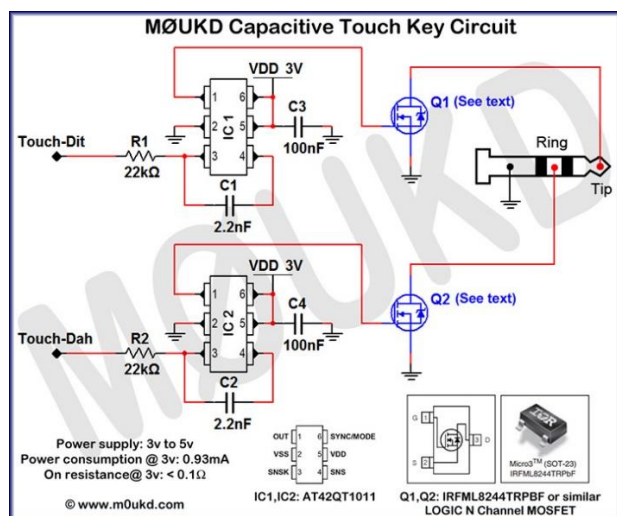 MØUKD Capacitive Touch Key Circuit
VDD 3V
1
6
2
5
3
4
IC 1
C3
100nF
Q1 (See text)
Touch-Dit
R1
22kΩ
C1
2.2nF
Ring
Tip
VDD 3V
1
6
2
5
3
4
IC 2
C4
100nF
Q2 (See text)
Touch-Dah
R2
22kΩ
C2
2.2nF
MØUKD
Power supply: 3v to 5v
Power consumption @ 3v: 0.93mA
On resistance@ 3v: < 0.1Ω
© www.m0ukd.com
OUT 1 6 SYNC/MODE
VSS 2 5 VDD
SNSK 3 4 SNS
IC1,IC2: AT42QT1011
G 1
3 D
S 2
IOR
Micro3™ (SOT-23)
IRFML8244TRPbF
Q1,Q2: IRFML8244TRPBF or similar
LOGIC N Channel MOSFET